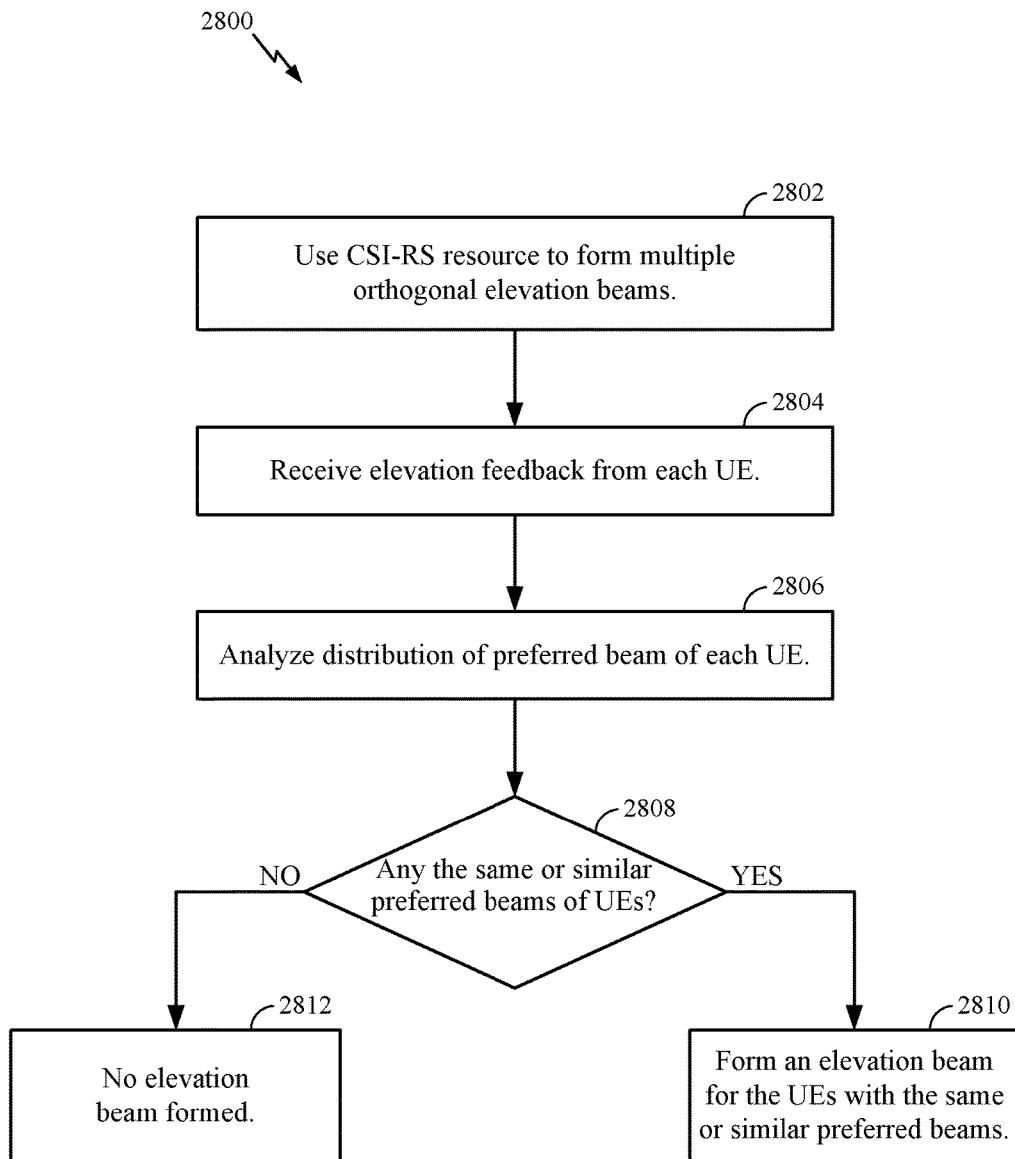 2800
2802
Use CSI-RS resource to form multiple
orthogonal elevation beams.
2804
Receive elevation feedback from each UE.
2806
Analyze distribution of preferred beam of each UE.
2808
Any the same or similar
preferred beams of UEs?
NO
YES
2812
No elevation
beam formed.
2810
Form an elevation beam
for the UEs with the same
or similar preferred beams.